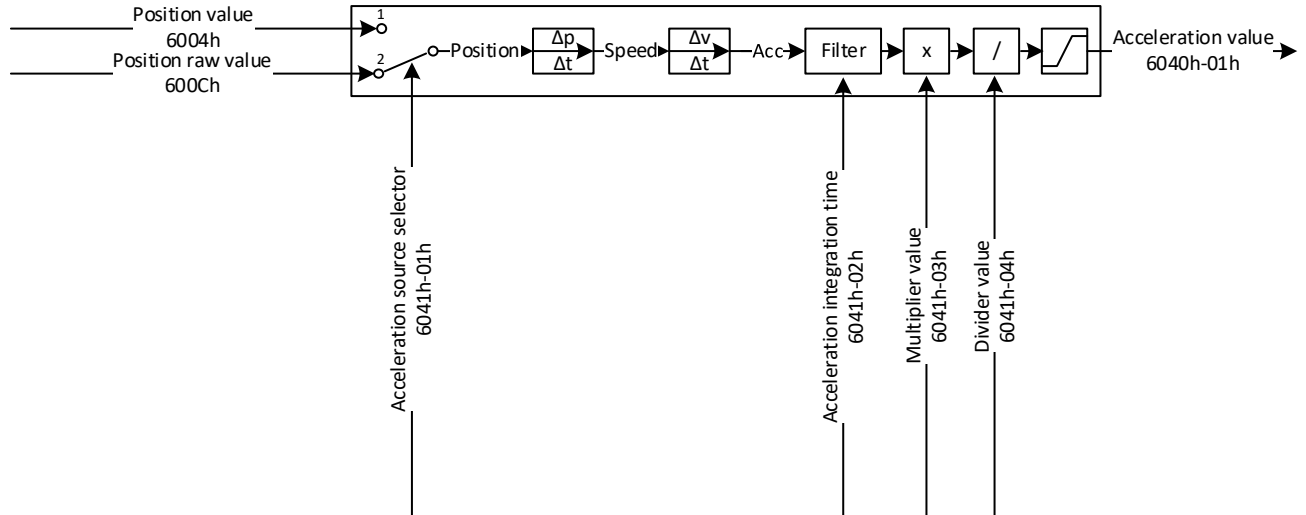 Position value
6004h
Position raw value
600Ch
1
2
Position
Δp
Δt
Speed
Δv
Δt
Acc
Filter
x
/
Acceleration value
6040h-01h
Acceleration source selector
6041h-01h
Acceleration integration time
6041h-02h
Multiplier value
6041h-03h
Divider value
6041h-04h